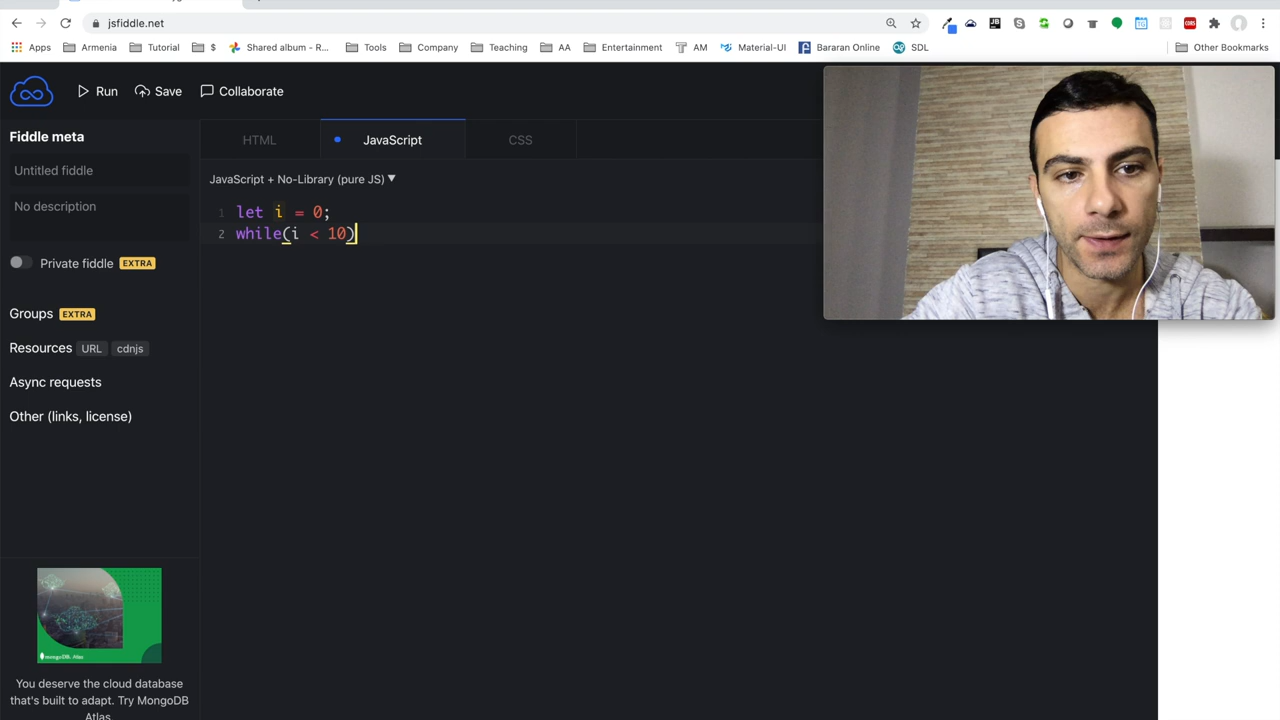 jsfiddle.net
Apps Armenia Tutorial $ Shared album - R... Tools Company Teaching AA Entertainment AM Material-UI Bararan Online SDL Other Bookmarks
Run Save Collaborate
Fiddle meta
Untitled fiddle
No description
Private fiddle EXTRA
Groups EXTRA
Resources URL cdnjs
Async requests
Other (links, license)
HTML JavaScript CSS
JavaScript + No-Library (pure JS)
1 let i = 0;
2 while(i < 10)
mongoDB. Atlas
You deserve the cloud database
that's built to adapt. Try MongoDB
Atlas.